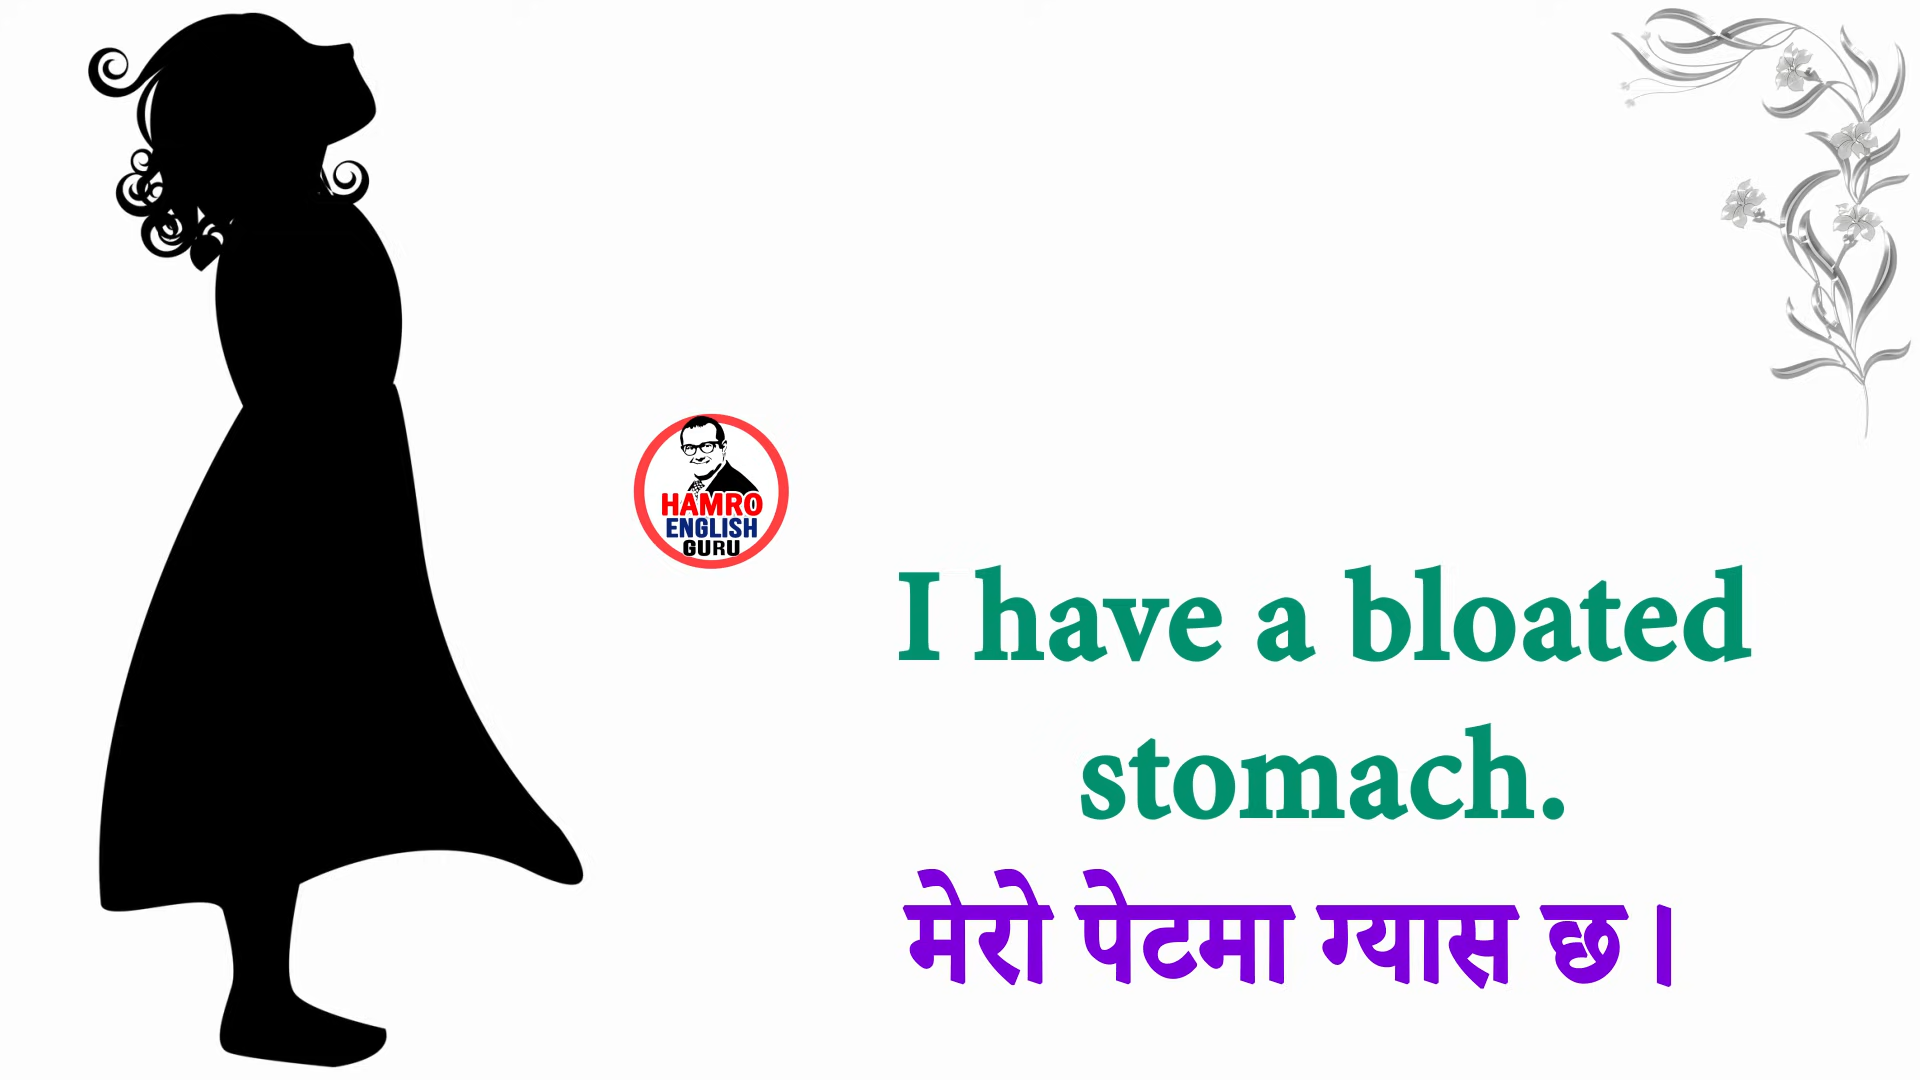 HAMRO
ENGLISH
GURU
I have a bloated
stomach.
मेरो पेटमा ग्यास छ।